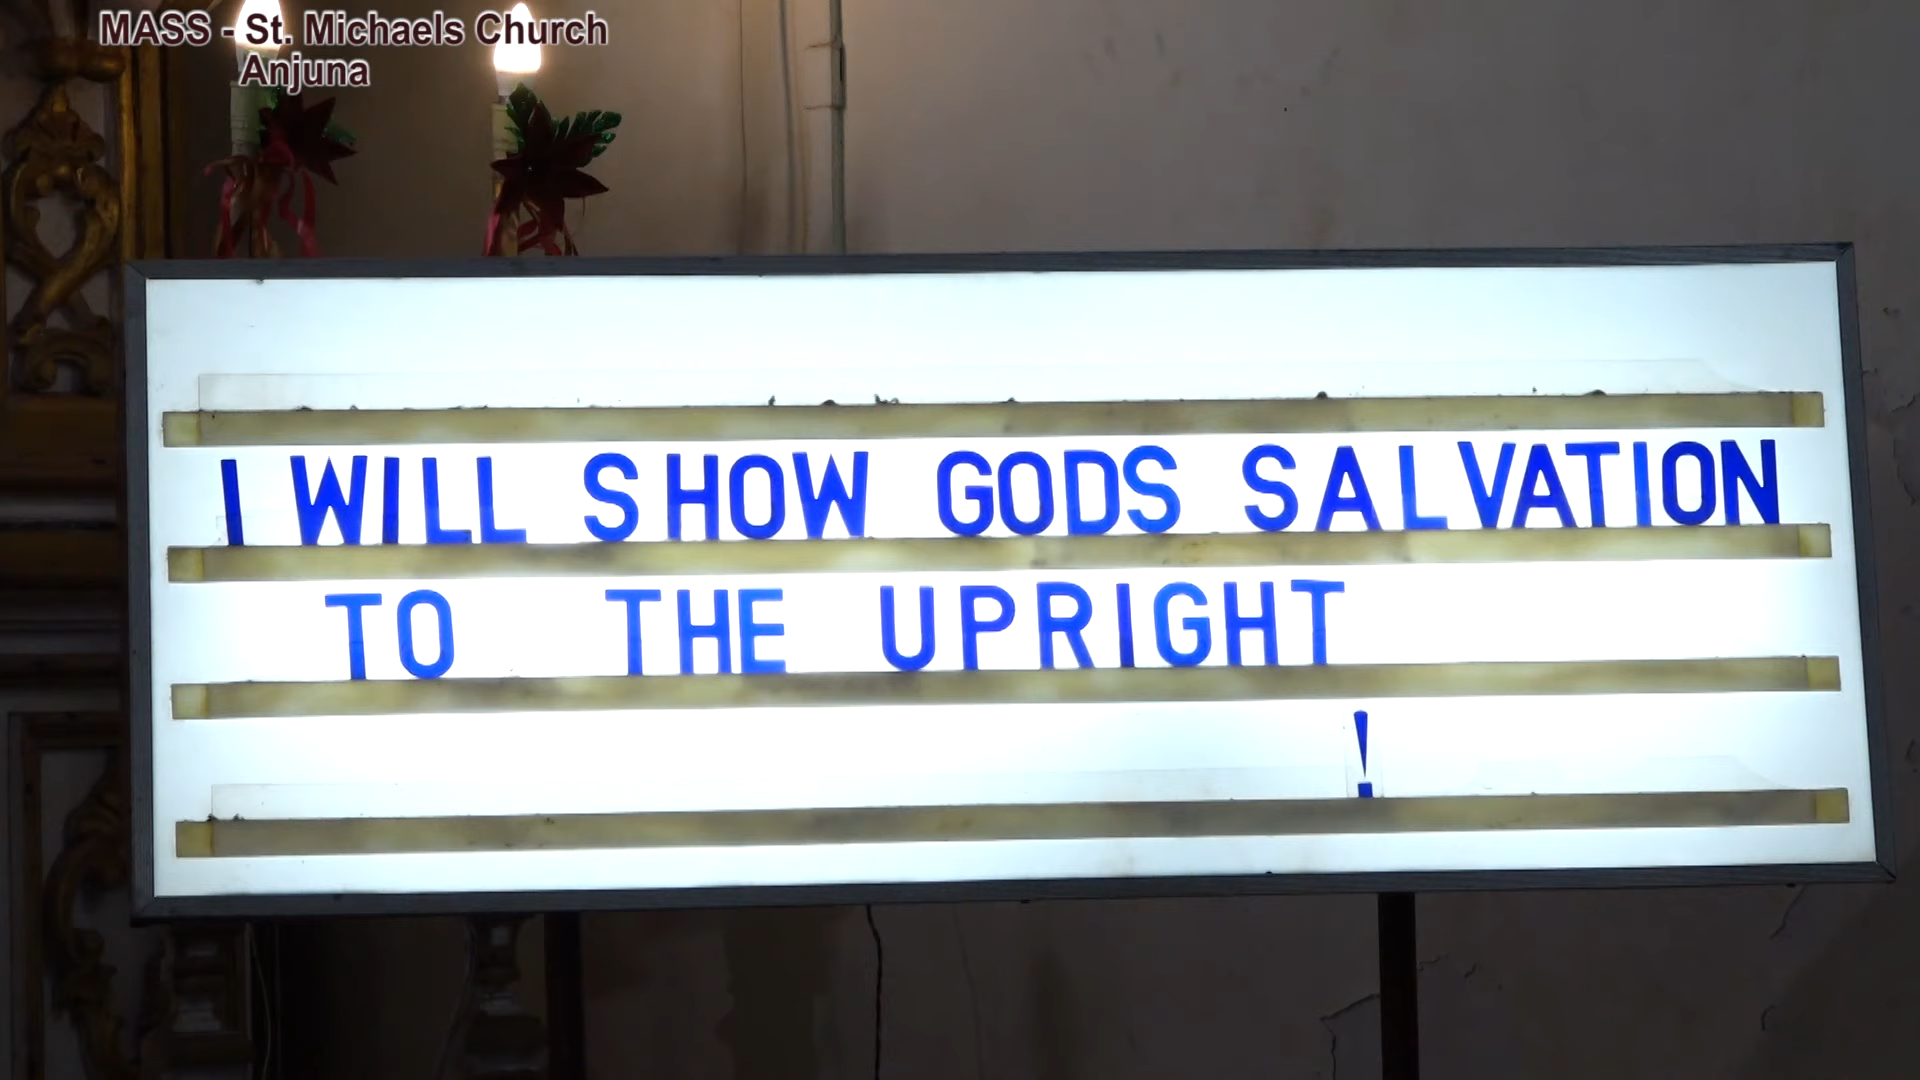 MASS - St. Michaels Church
Anjuna
I WILL SHOW GODS SALVATION
TO THE UPRIGHT
!